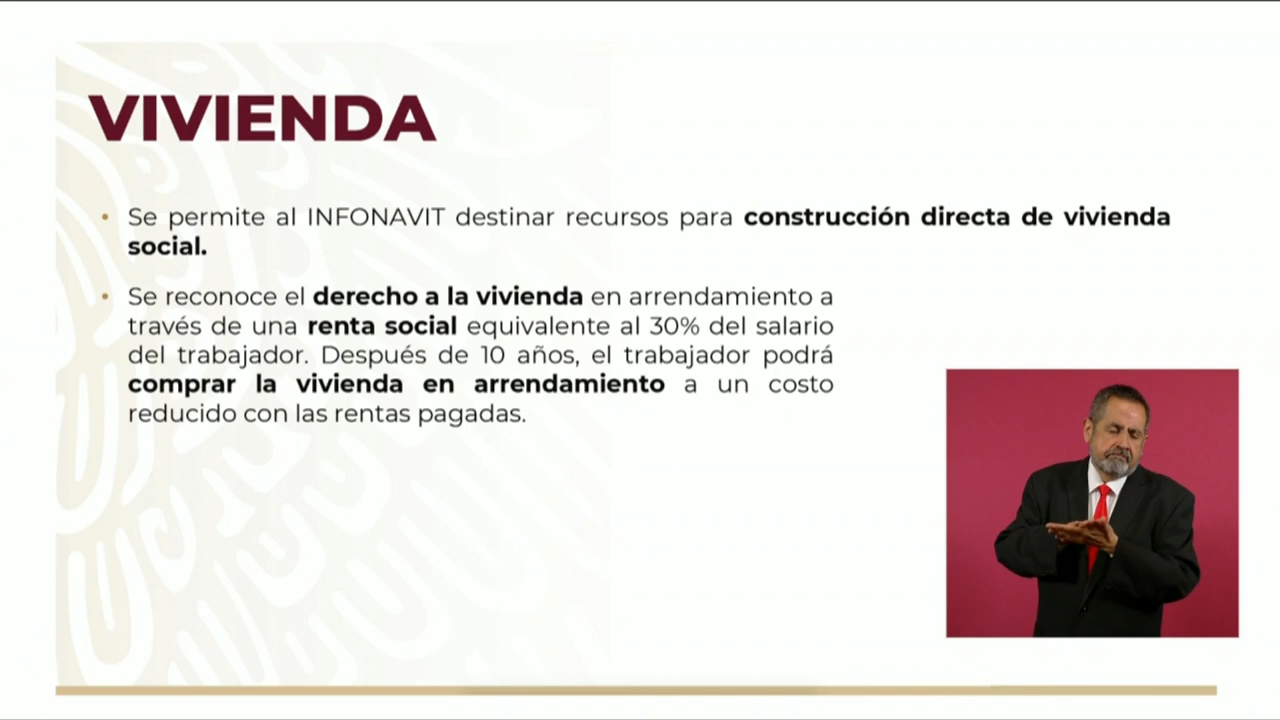 VIVIENDA
• Se permite al INFONAVIT destinar recursos para construcción directa de vivienda
social.
• Se reconoce el derecho a la vivienda en arrendamiento a
través de una renta social equivalente al 30% del salario
del trabajador. Después de 10 años, el trabajador podrá
comprar la vivienda en arrendamiento a un costo
reducido con las rentas pagadas.